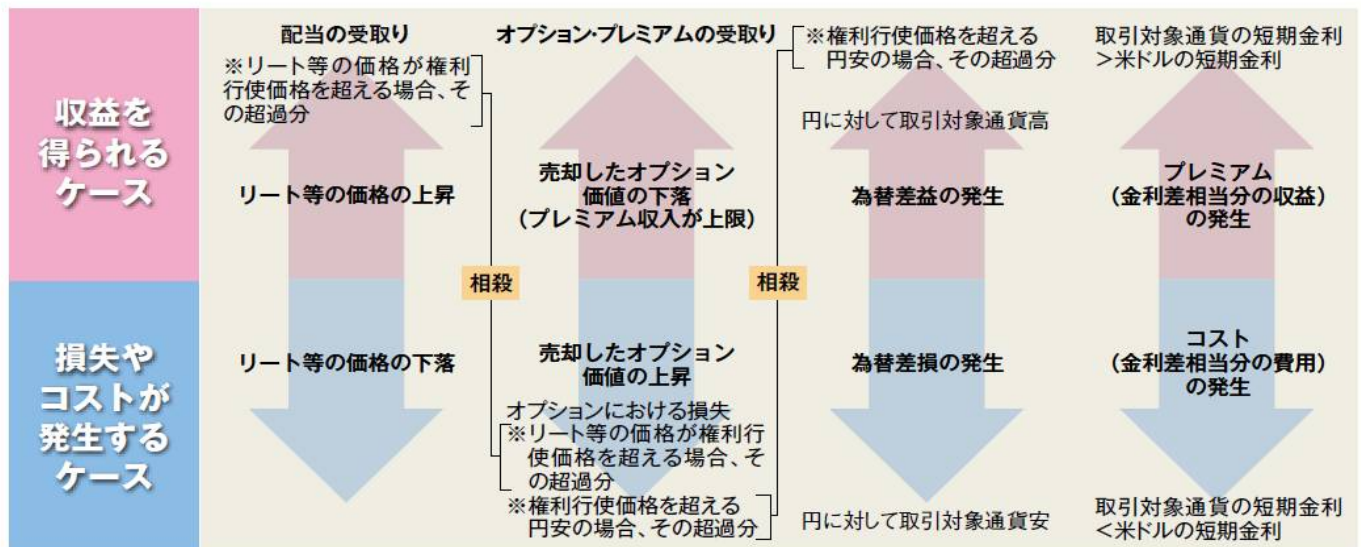 収益を
得られる
ケース
配当の受取り
※リート等の価格が権利
行使価格を超える場合、そ
の超過分
リート等の価格の上昇
オプション・プレミアムの受取り
売却したオプション
価値の下落
(プレミアム収入が上限)
※権利行使価格を超える
円安の場合、その超過分
円に対して取引対象通貨高
為替差益の発生
取引対象通貨の短期金利
>米ドルの短期金利
プレミアム
(金利差相当分の収益)
の発生
相殺
相殺
損失や
コストが
発生する
ケース
リート等の価格の下落
売却したオプション
価値の上昇
オプションにおける損失
※リート等の価格が権利行
使価格を超える場合、そ
の超過分
※権利行使価格を超える
円安の場合、その超過分
為替差損の発生
円に対して取引対象通貨安
コスト
(金利差相当分の費用)
の発生
取引対象通貨の短期金利
<米ドルの短期金利